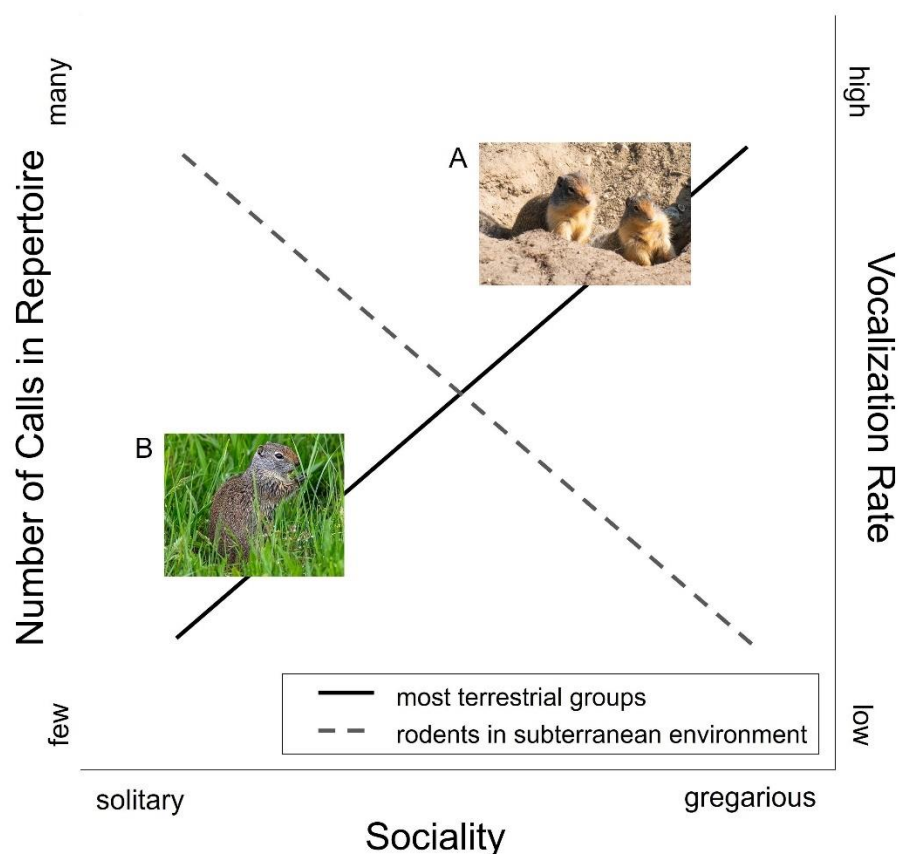 Number of Calls in Repertoire
many
few
A
B
high
low
Vocalization Rate
most terrestrial groups
rodents in subterranean environment
solitary
gregarious
Sociality